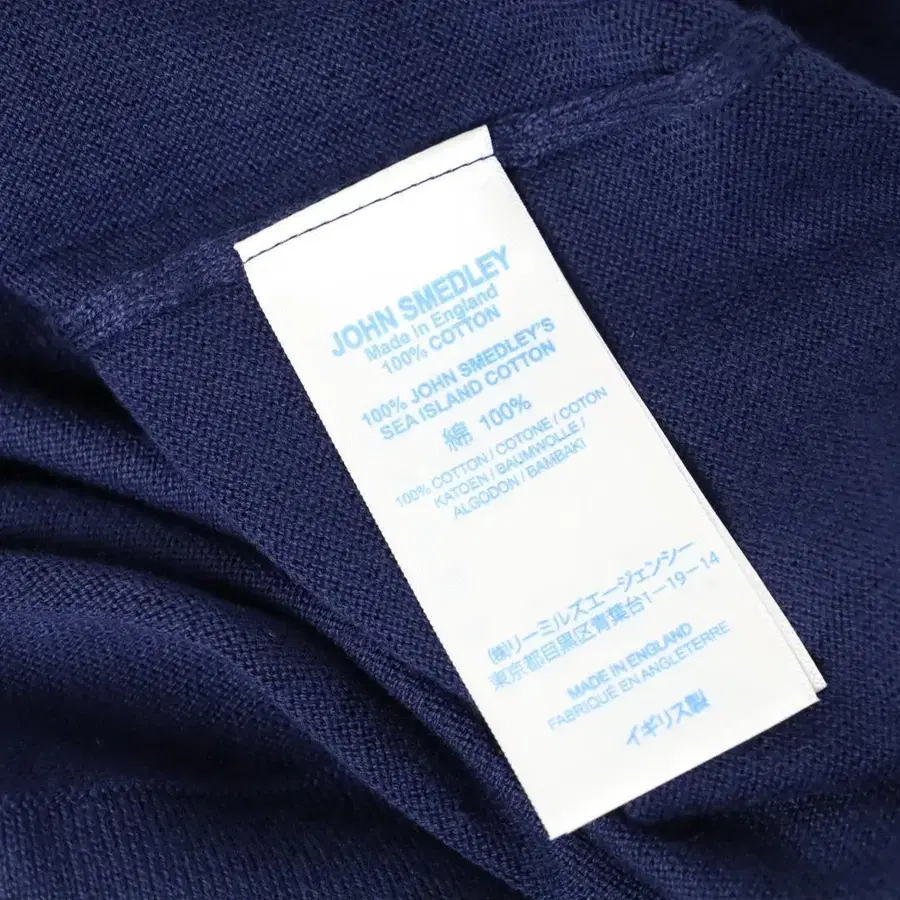 JOHN SMEDLEY
Made in England
100% COTTON
100% JOHN SMEDLEY'S
SEA ISLAND COTTON
綿 100%
100% COTTON / COTONE / COTON
KATOEN / BAUMWOLLE /
ALGODON / BAMBAKI
㈱リーミルズエージェンシー
東京都目黒区青葉台1-19-14
MADE IN ENGLAND
FABRIQUE EN ANGLETERRE
イギリス製